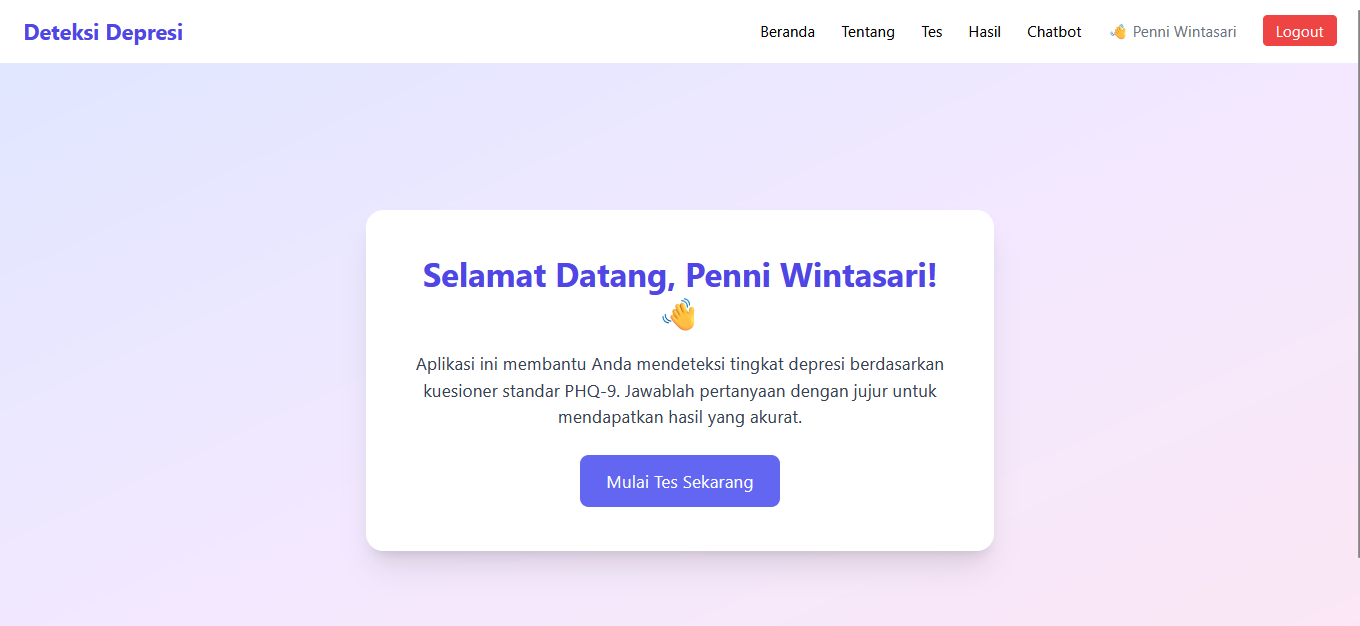 Deteksi Depresi
Beranda Tentang Tes Hasil Chatbot 👋 Penni Wintasari Logout
Selamat Datang, Penni Wintasari!
👋
Aplikasi ini membantu Anda mendeteksi tingkat depresi berdasarkan
kuesioner standar PHQ-9. Jawablah pertanyaan dengan jujur untuk
mendapatkan hasil yang akurat.
Mulai Tes Sekarang